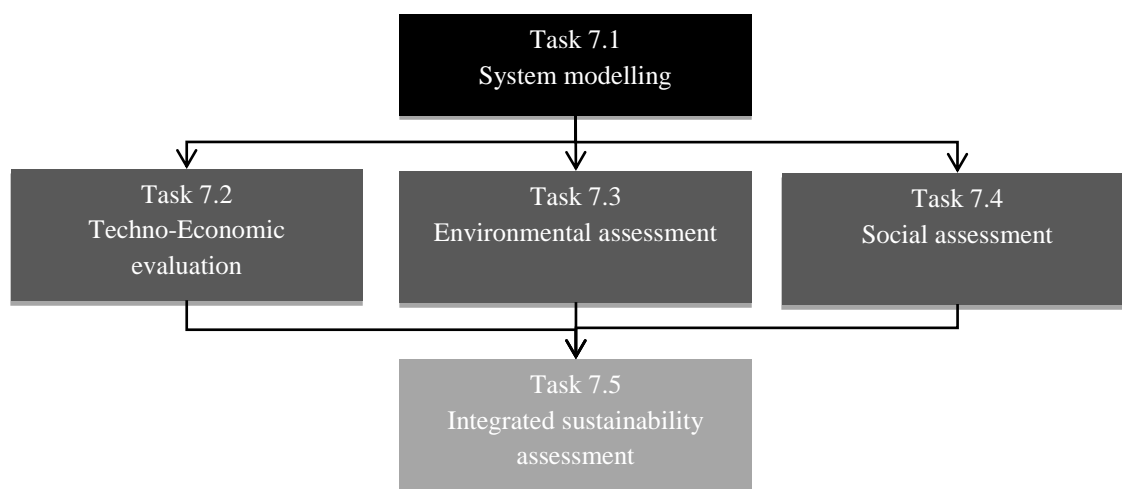 Task 7.1
System modelling
Task 7.2
Techno-Economic
evaluation
Task 7.3
Environmental assessment
Task 7.4
Social assessment
Task 7.5
Integrated sustainability
assessment